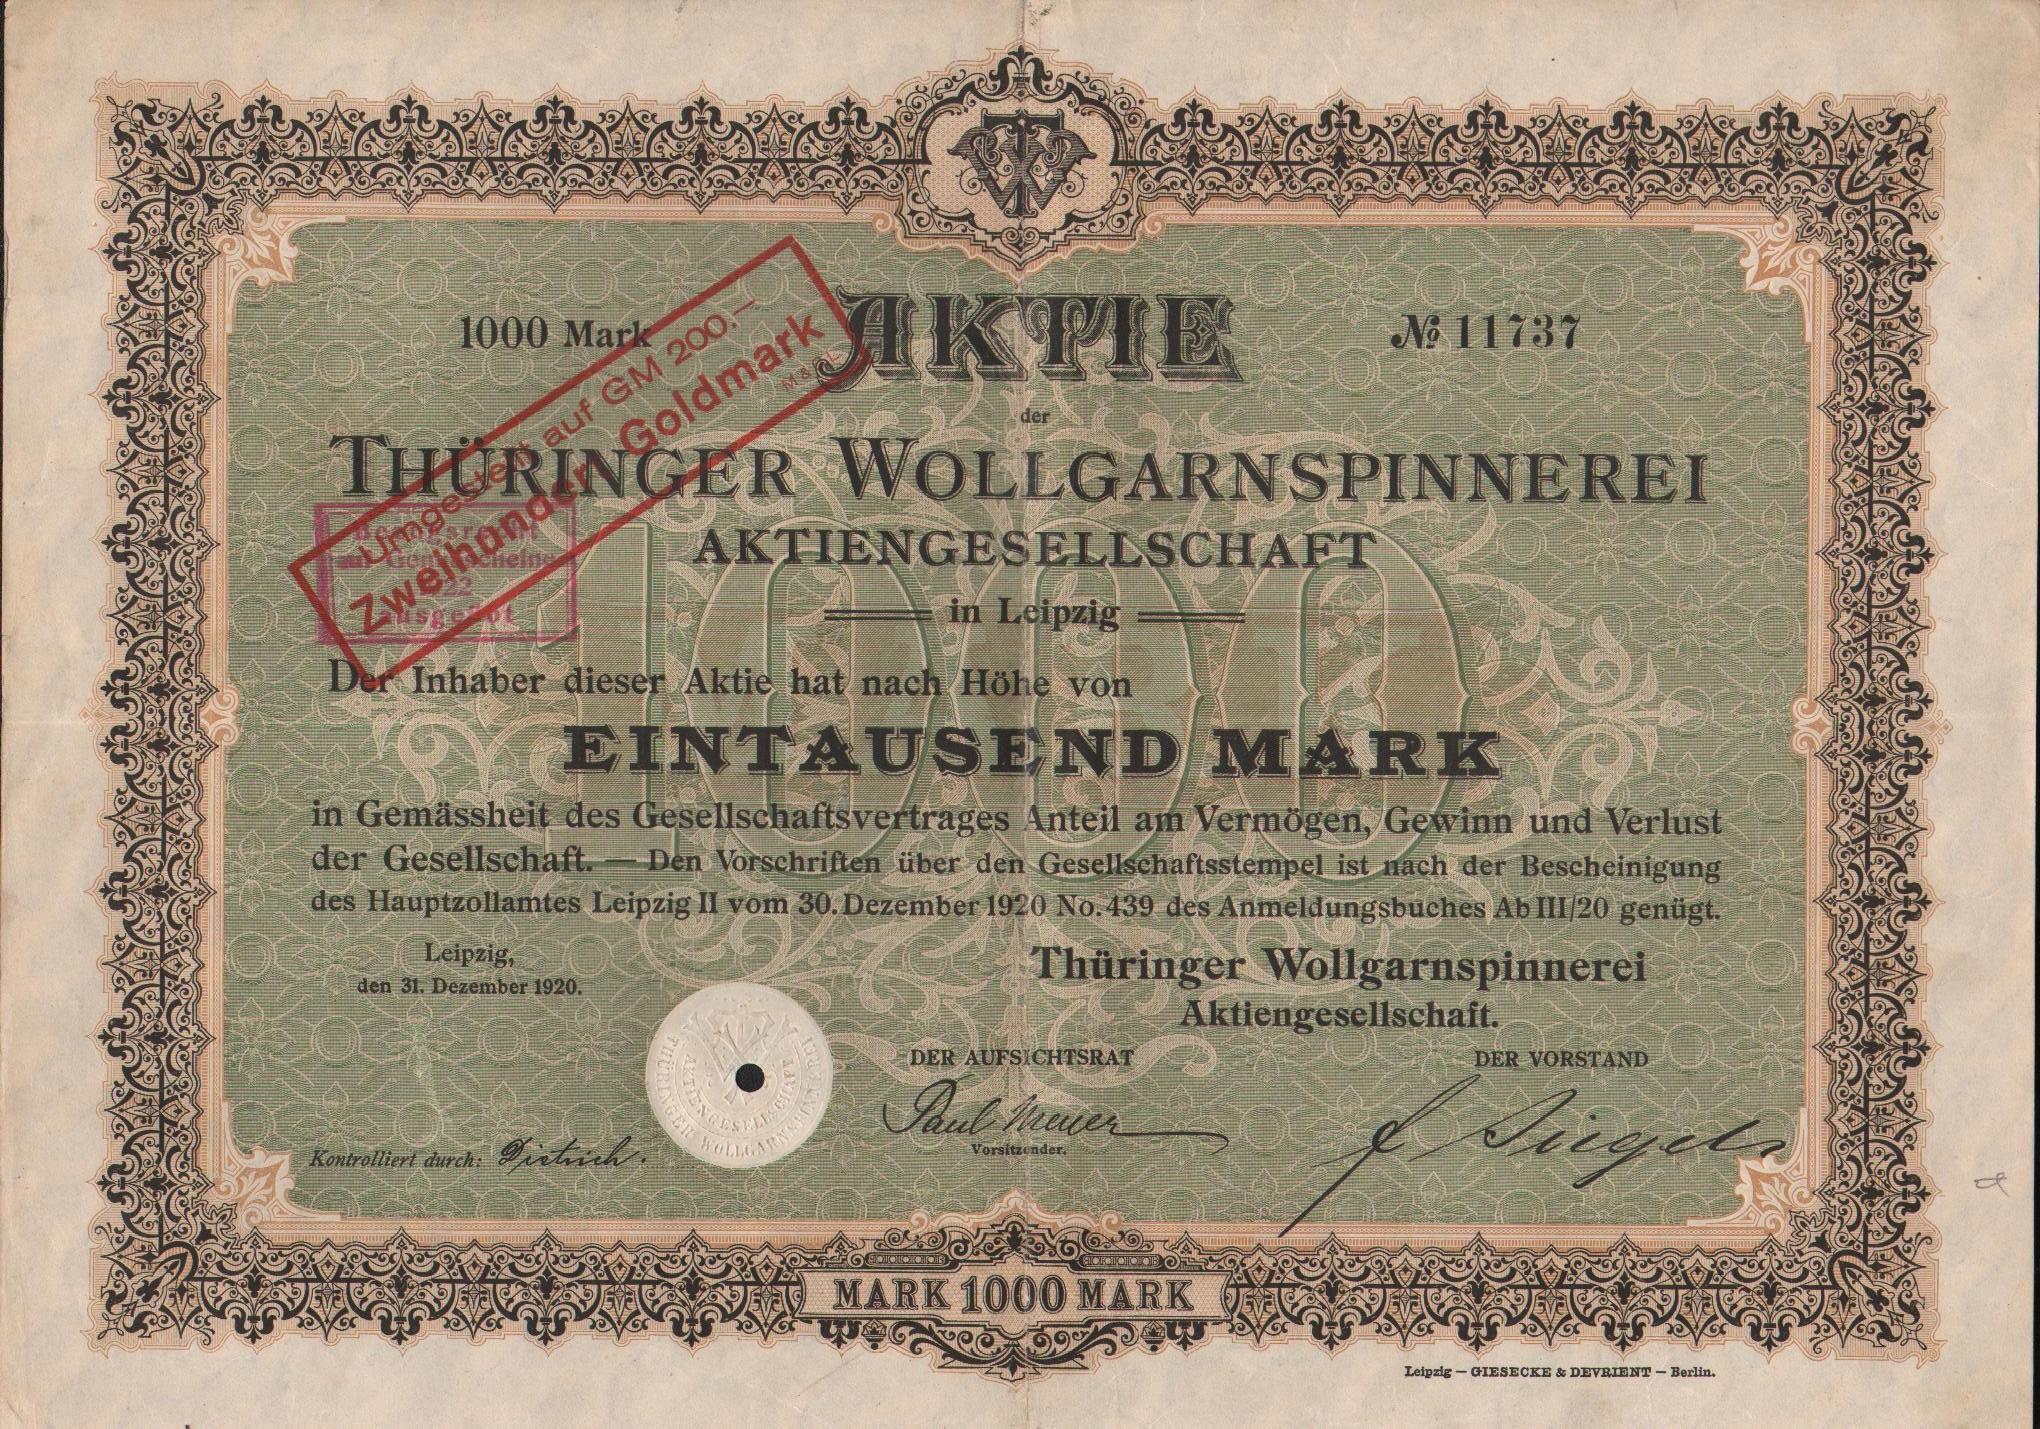 TW
AKTIE
1000 Mark
№ 11737
Umgestellt auf GM 200.—
Zweihundert Goldmark
der
THÜRINGER WOLLGARNSPINNEREI
AKTIENGESELLSCHAFT
in Leipzig
1000
Der Inhaber dieser Aktie hat nach Höhe von
EINTAUSEND MARK
in Gemässheit des Gesellschaftsvertrages Anteil am Vermögen, Gewinn und Verlust
der Gesellschaft. — Den Vorschriften über den Gesellschaftsstempel ist nach der Bescheinigung
des Hauptzollamtes Leipzig II vom 30. Dezember 1920 No. 439 des Anmeldungsbuches Ab III/20 genügt.
Leipzig,
den 31. Dezember 1920.
Thüringer Wollgarnspinnerei
Aktiengesellschaft.
DER AUFSICHTSRAT
DER VORSTAND
Paul Meyer
Vorsitzender.
THÜRINGER WOLLGARNSPINNEREI
AKTIENGESELLSCHAFT
Kontrolliert durch: Dietrich.
MARK 1000 MARK
Leipzig — GIESECKE & DEVRIENT — Berlin.